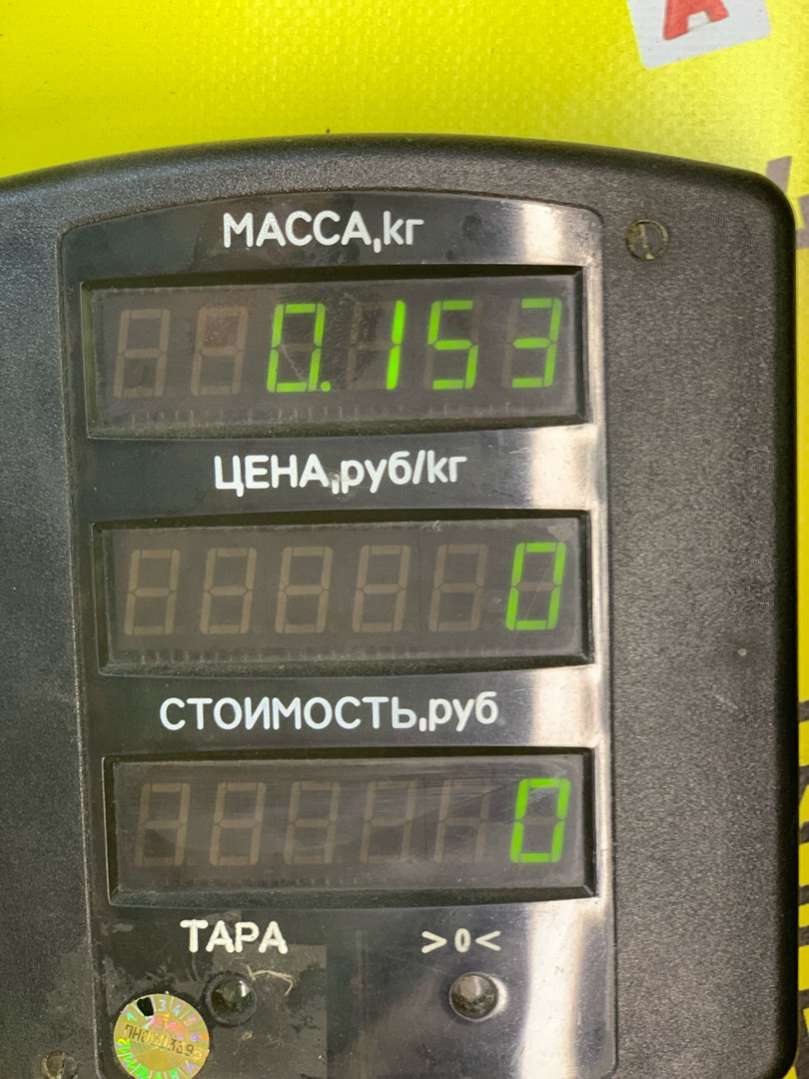 А
МАССА,кг
0.153
ЦЕНА,руб/кг
0
СТОИМОСТЬ,руб
0
ТАРА >0<